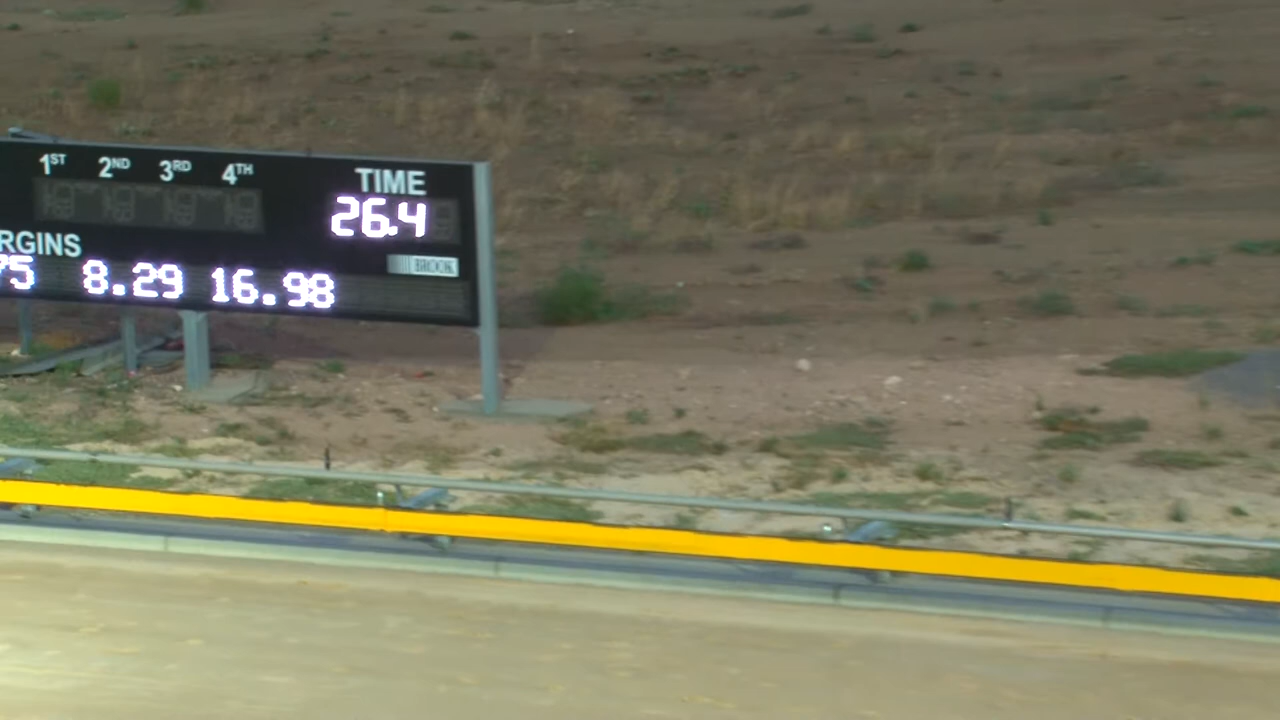 1ST 2ND 3RD 4TH TIME
26.4
RGINS
BROOK
75 8.29 16.98